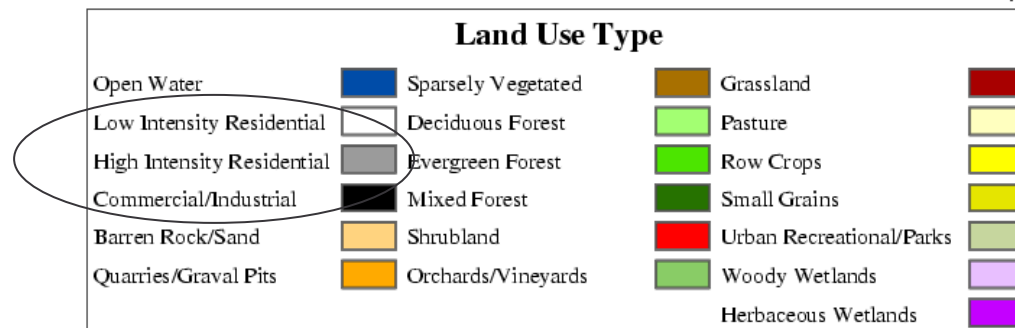 Land Use Type
Open Water Sparsely Vegetated Grassland
Low Intensity Residential Deciduous Forest Pasture
High Intensity Residential Evergreen Forest Row Crops
Commercial/Industrial Mixed Forest Small Grains
Barren Rock/Sand Shrubland Urban Recreational/Parks
Quarries/Graval Pits Orchards/Vineyards Woody Wetlands
Herbaceous Wetlands